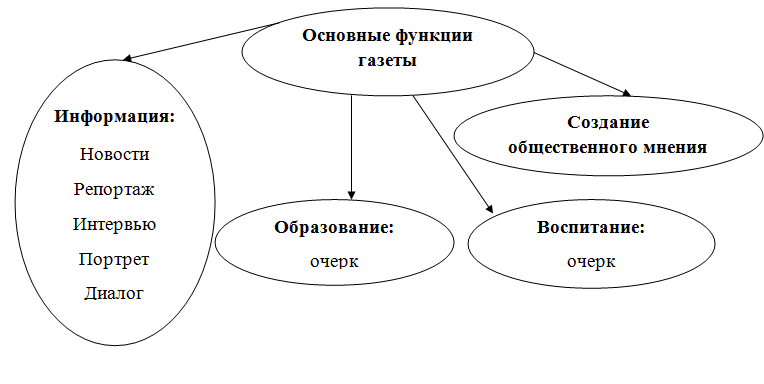 Основные функции
газеты
Информация:
Новости
Репортаж
Интервью
Портрет
Диалог
Создание
общественного мнения
Образование:
очерк
Воспитание:
очерк